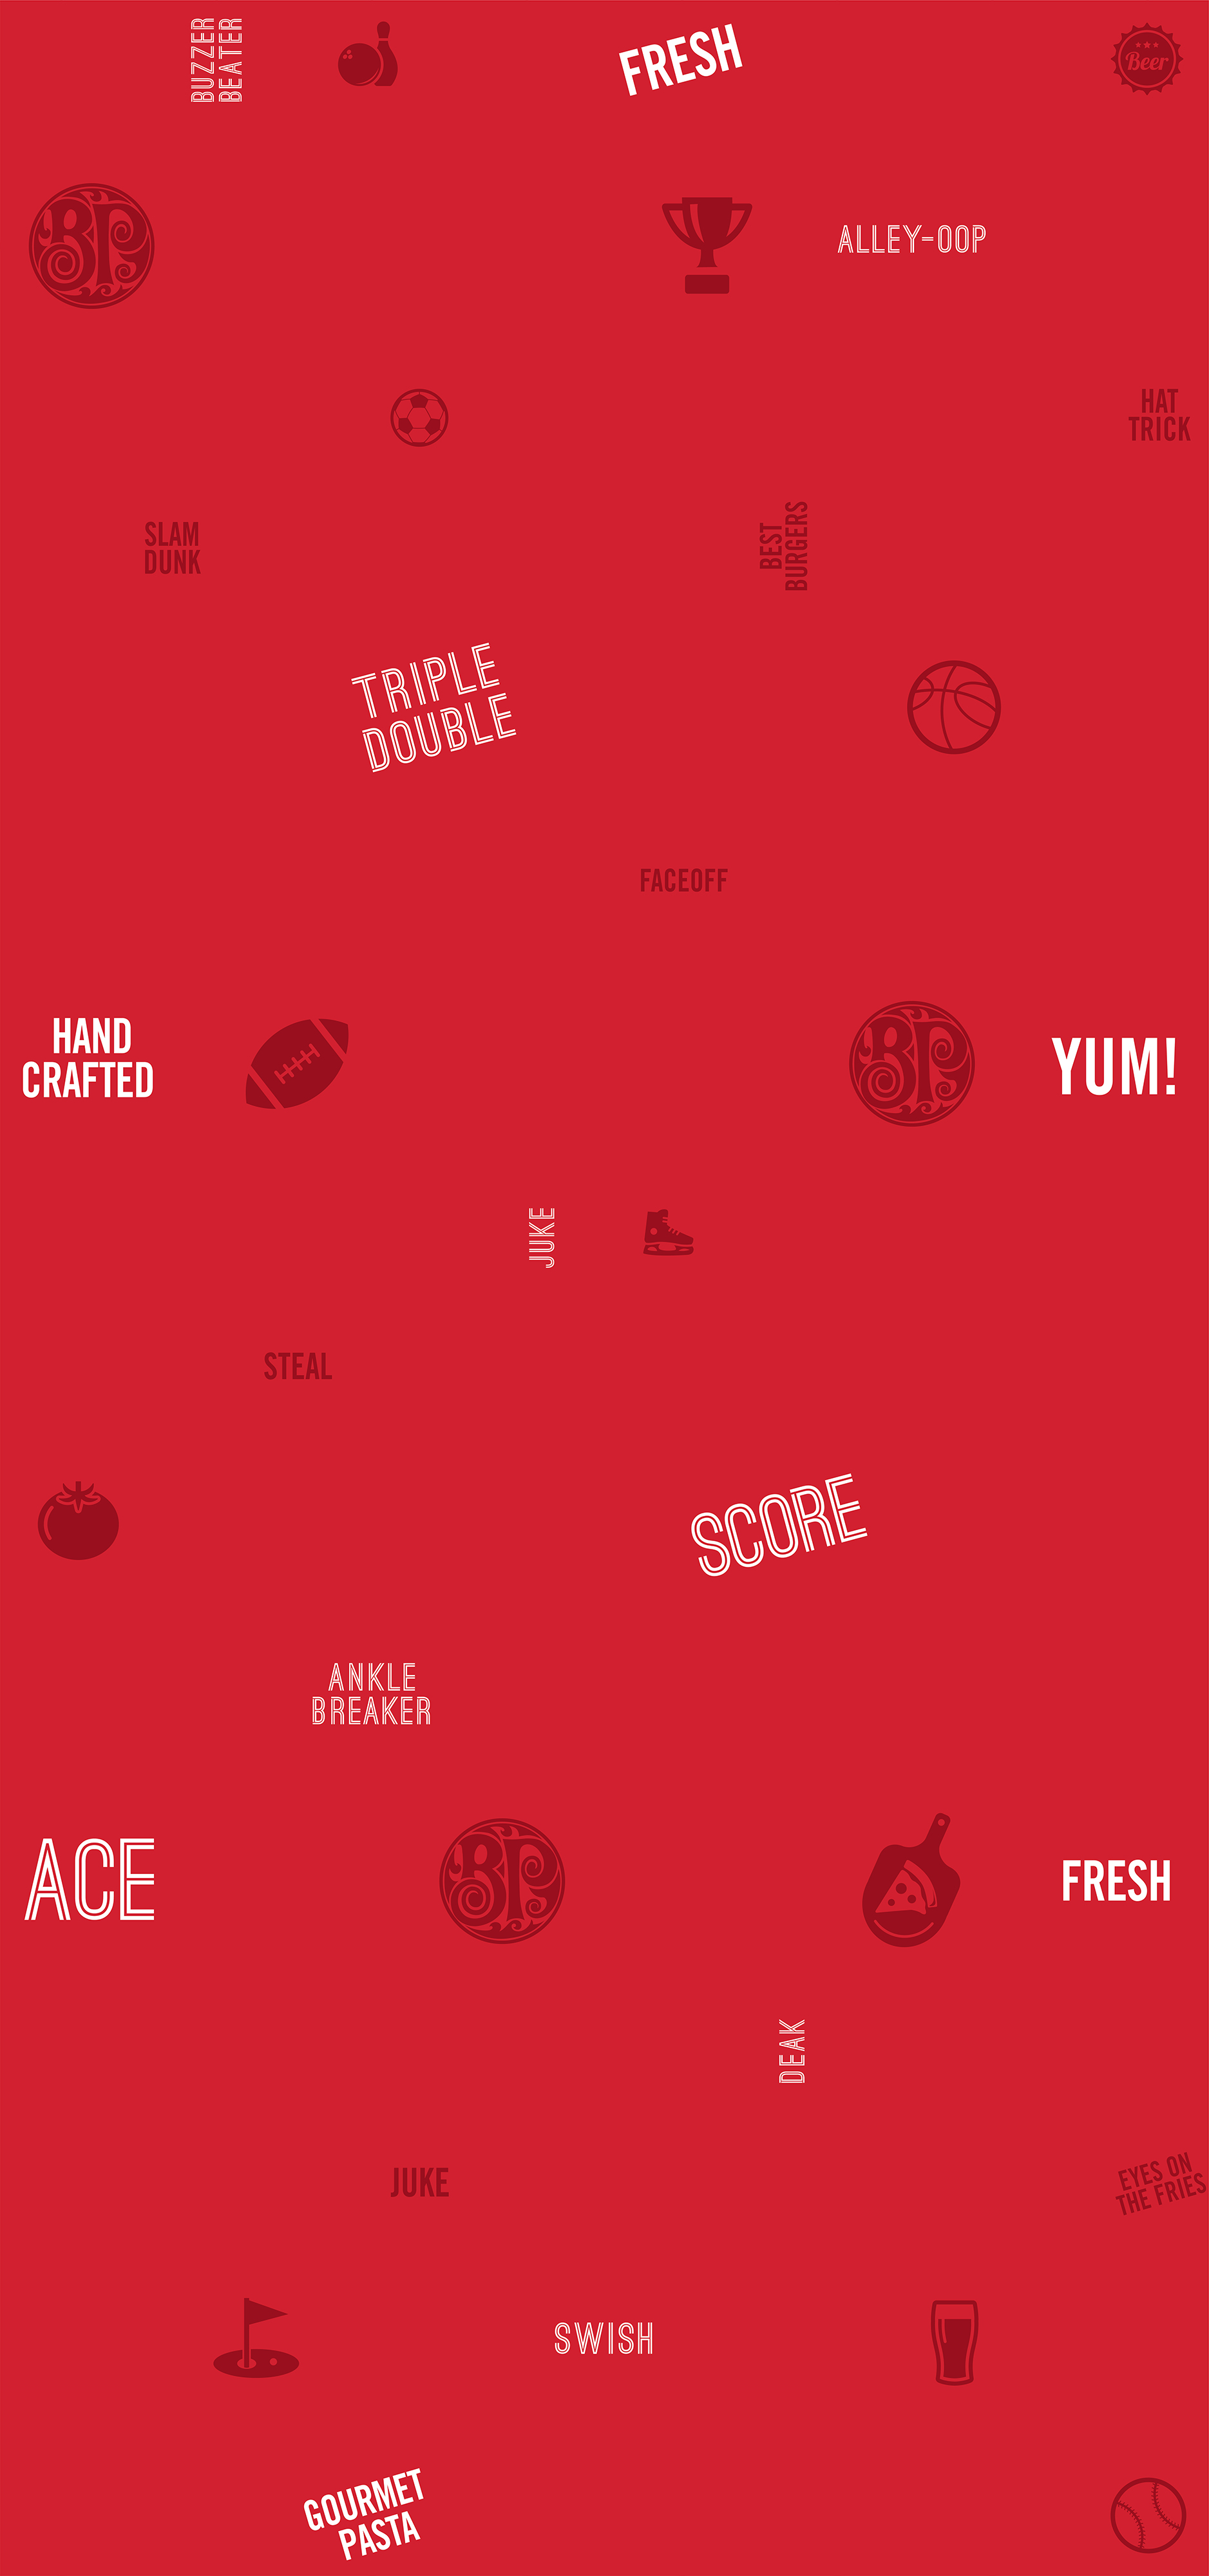 BUZZER
BEATER
FRESH
Beer
BP
ALLEY-OOP
HAT
TRICK
SLAM
DUNK
BEST
BURGERS
TRIPLE
DOUBLE
FACEOFF
HAND
CRAFTED
BP
YUM!
JUKE
STEAL
SCORE
ANKLE
BREAKER
ACE
BP
FRESH
DEAK
JUKE
EYES ON
THE FRIES
SWISH
GOURMET
PASTA